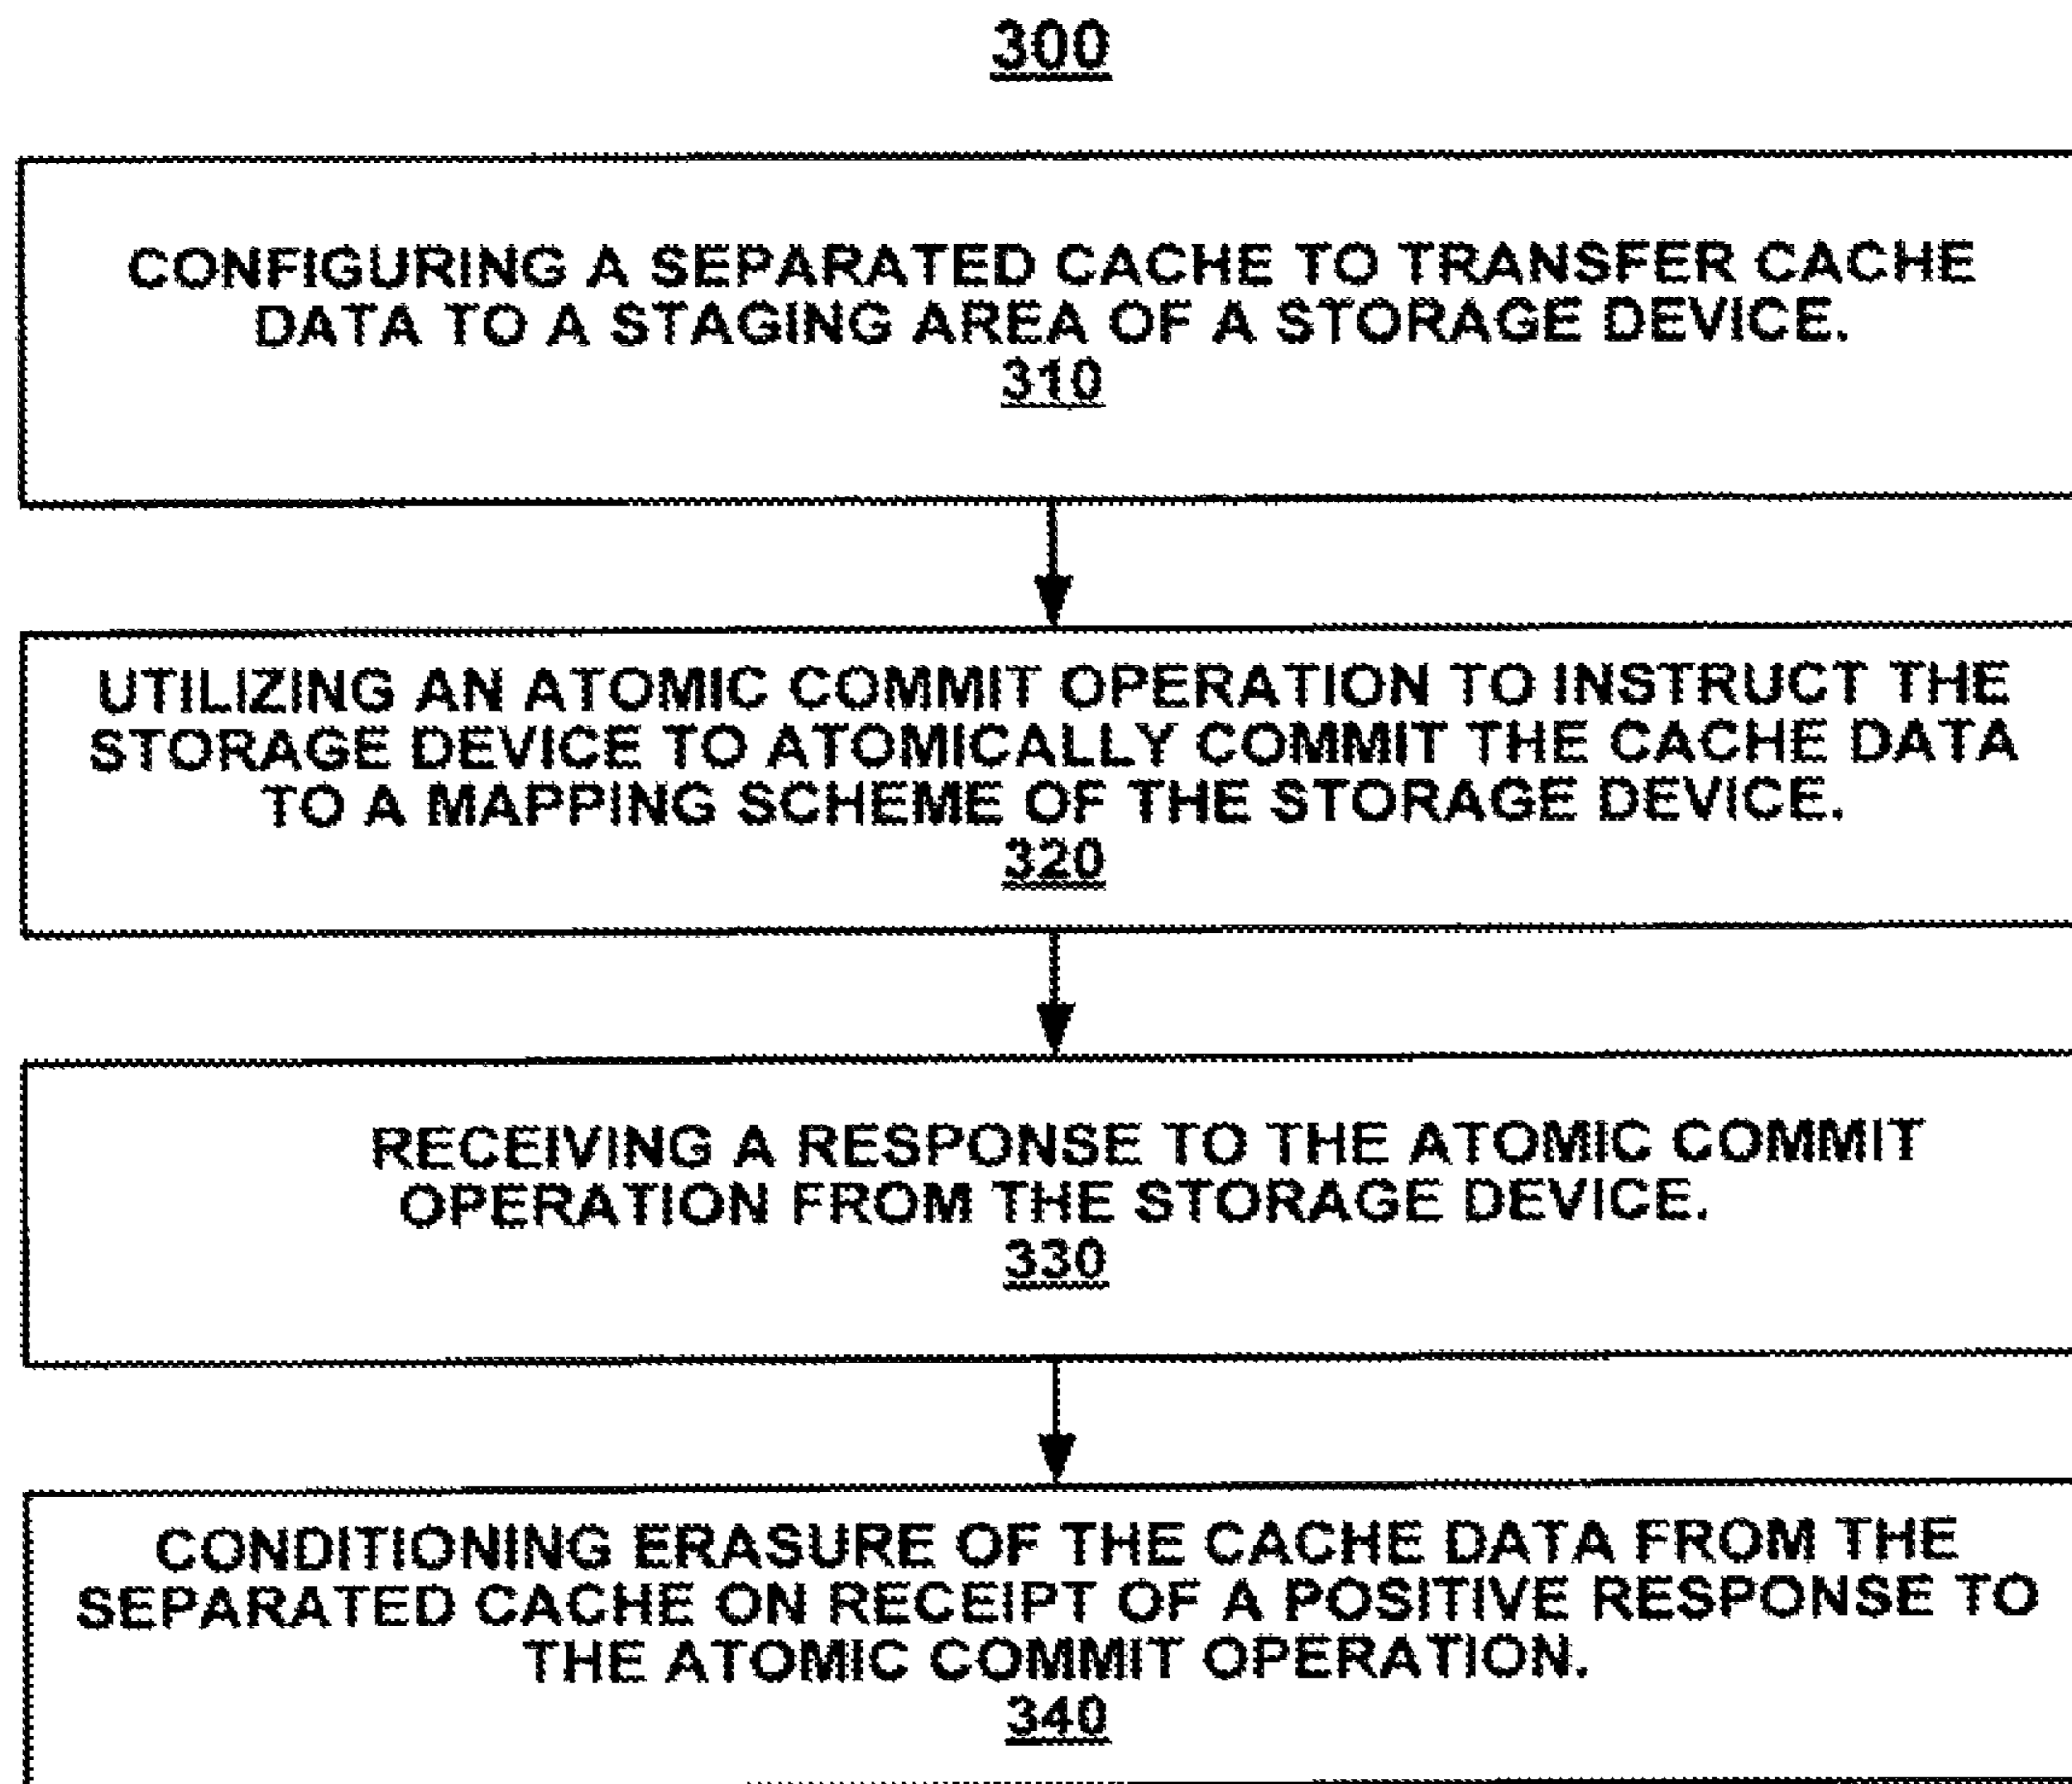 300
CONFIGURING A SEPARATED CACHE TO TRANSFER CACHE
DATA TO A STAGING AREA OF A STORAGE DEVICE.
310
UTILIZING AN ATOMIC COMMIT OPERATION TO INSTRUCT THE
STORAGE DEVICE TO ATOMICALLY COMMIT THE CACHE DATA
TO A MAPPING SCHEME OF THE STORAGE DEVICE.
320
RECEIVING A RESPONSE TO THE ATOMIC COMMIT
OPERATION FROM THE STORAGE DEVICE.
330
CONDITIONING ERASURE OF THE CACHE DATA FROM THE
SEPARATED CACHE ON RECEIPT OF A POSITIVE RESPONSE TO
THE ATOMIC COMMIT OPERATION.
340